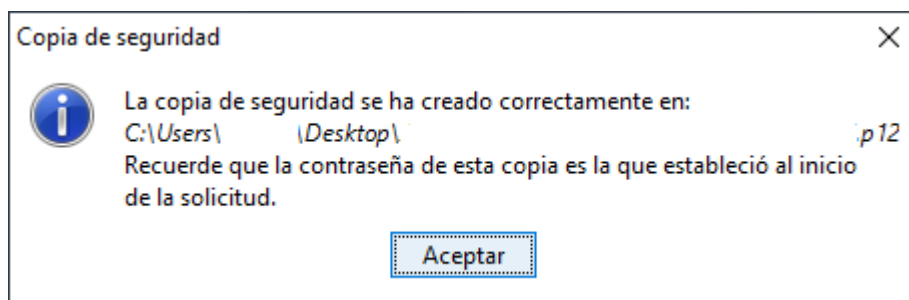 Copia de seguridad
La copia de seguridad se ha creado correctamente en:
C:\Users\ \Desktop\ .p12
Recuerde que la contraseña de esta copia es la que estableció al inicio
de la solicitud.
Aceptar